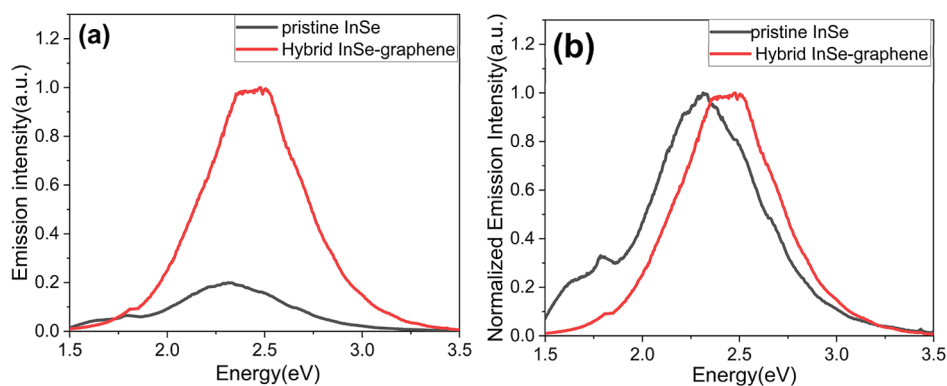 (a)
pristine InSe
Hybrid InSe-graphene
Emission intensity(a.u.)
1.2
1.0
0.8
0.6
0.4
0.2
0.0
1.5 2.0 2.5 3.0 3.5
Energy(eV)
(b)
pristine InSe
Hybrid InSe-graphene
Normalized Emission Intensity(a.u.)
1.2
1.0
0.8
0.6
0.4
0.2
0.0
1.5 2.0 2.5 3.0 3.5
Energy(eV)